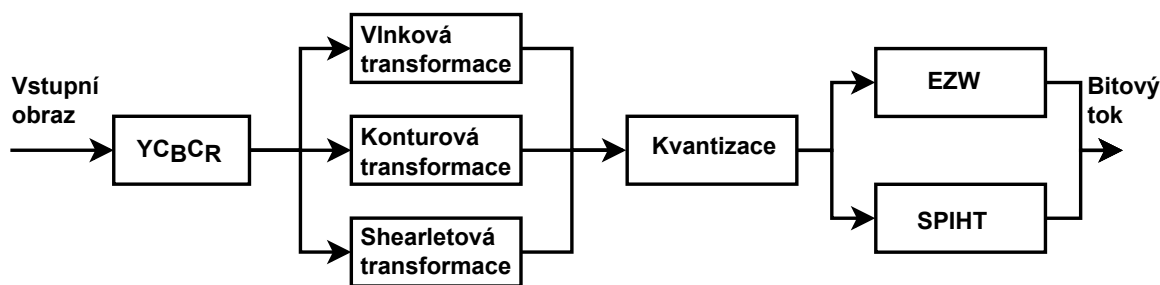 Vstupní
obraz
YCBCR
Vlnková
transformace
Konturová
transformace
Shearletová
transformace
Kvantizace
EZW
SPIHT
Bitový
tok